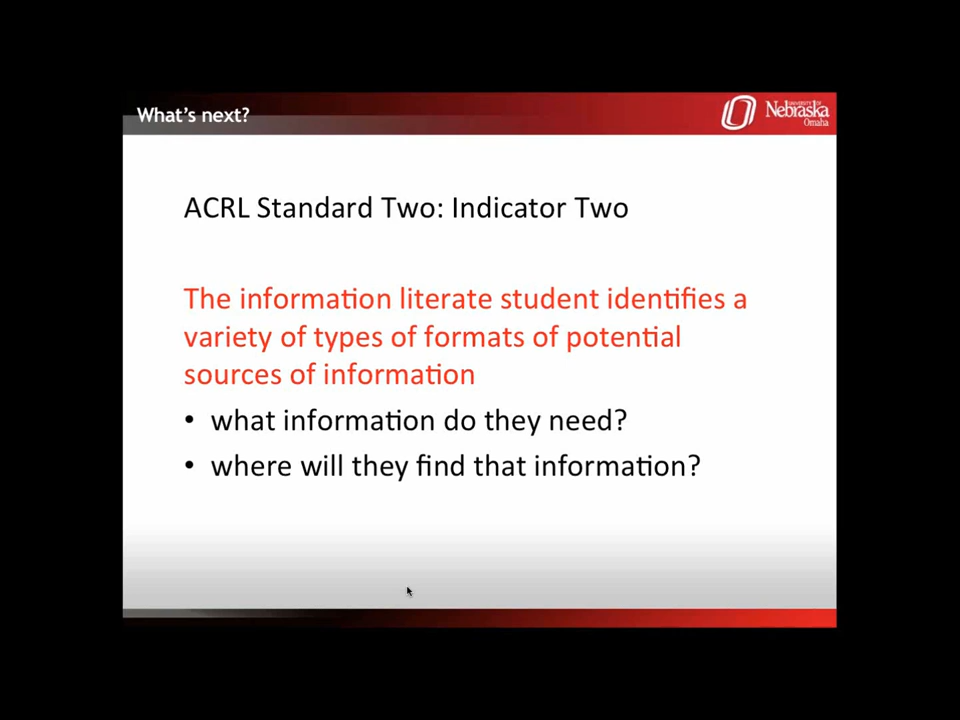 What's next?
UNIVERSITY OF
Nebraska
Omaha
ACRL Standard Two: Indicator Two
The information literate student identifies a
variety of types of formats of potential
sources of information
• what information do they need?
• where will they find that information?